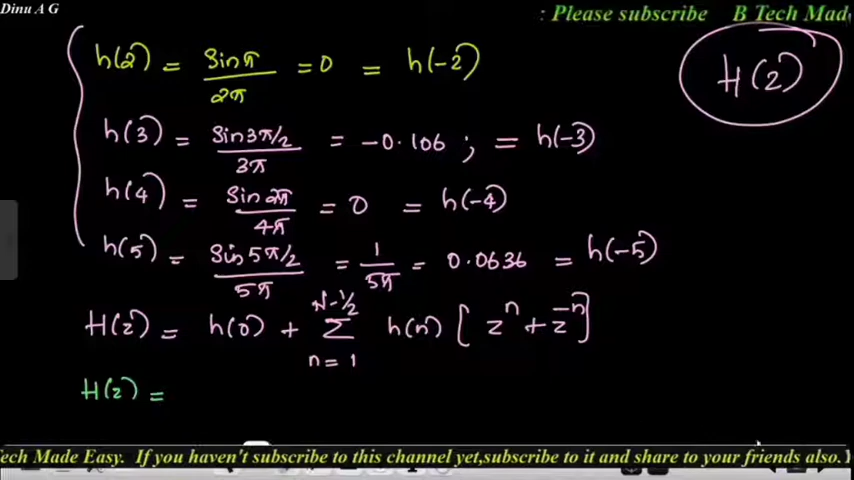 Dinu A G
: Please subscribe B Tech Mad
h(2) = sinπ/2π = 0 = h(-2)
H(z)
h(3) = sin3π/2/3π = -0.106 ; = h(-3)
h(4) = sin2π/4π = 0 = h(-4)
h(5) = sin5π/2/5π = 1/5π = 0.0636 = h(-5)
H(z) = h(0) + Σ n=1 N-1/2 h(n) [z^n + z^-n]
H(z) =
Tech Made Easy. If you haven't subscribe to this channel yet,subscribe to it and share to your friends also.